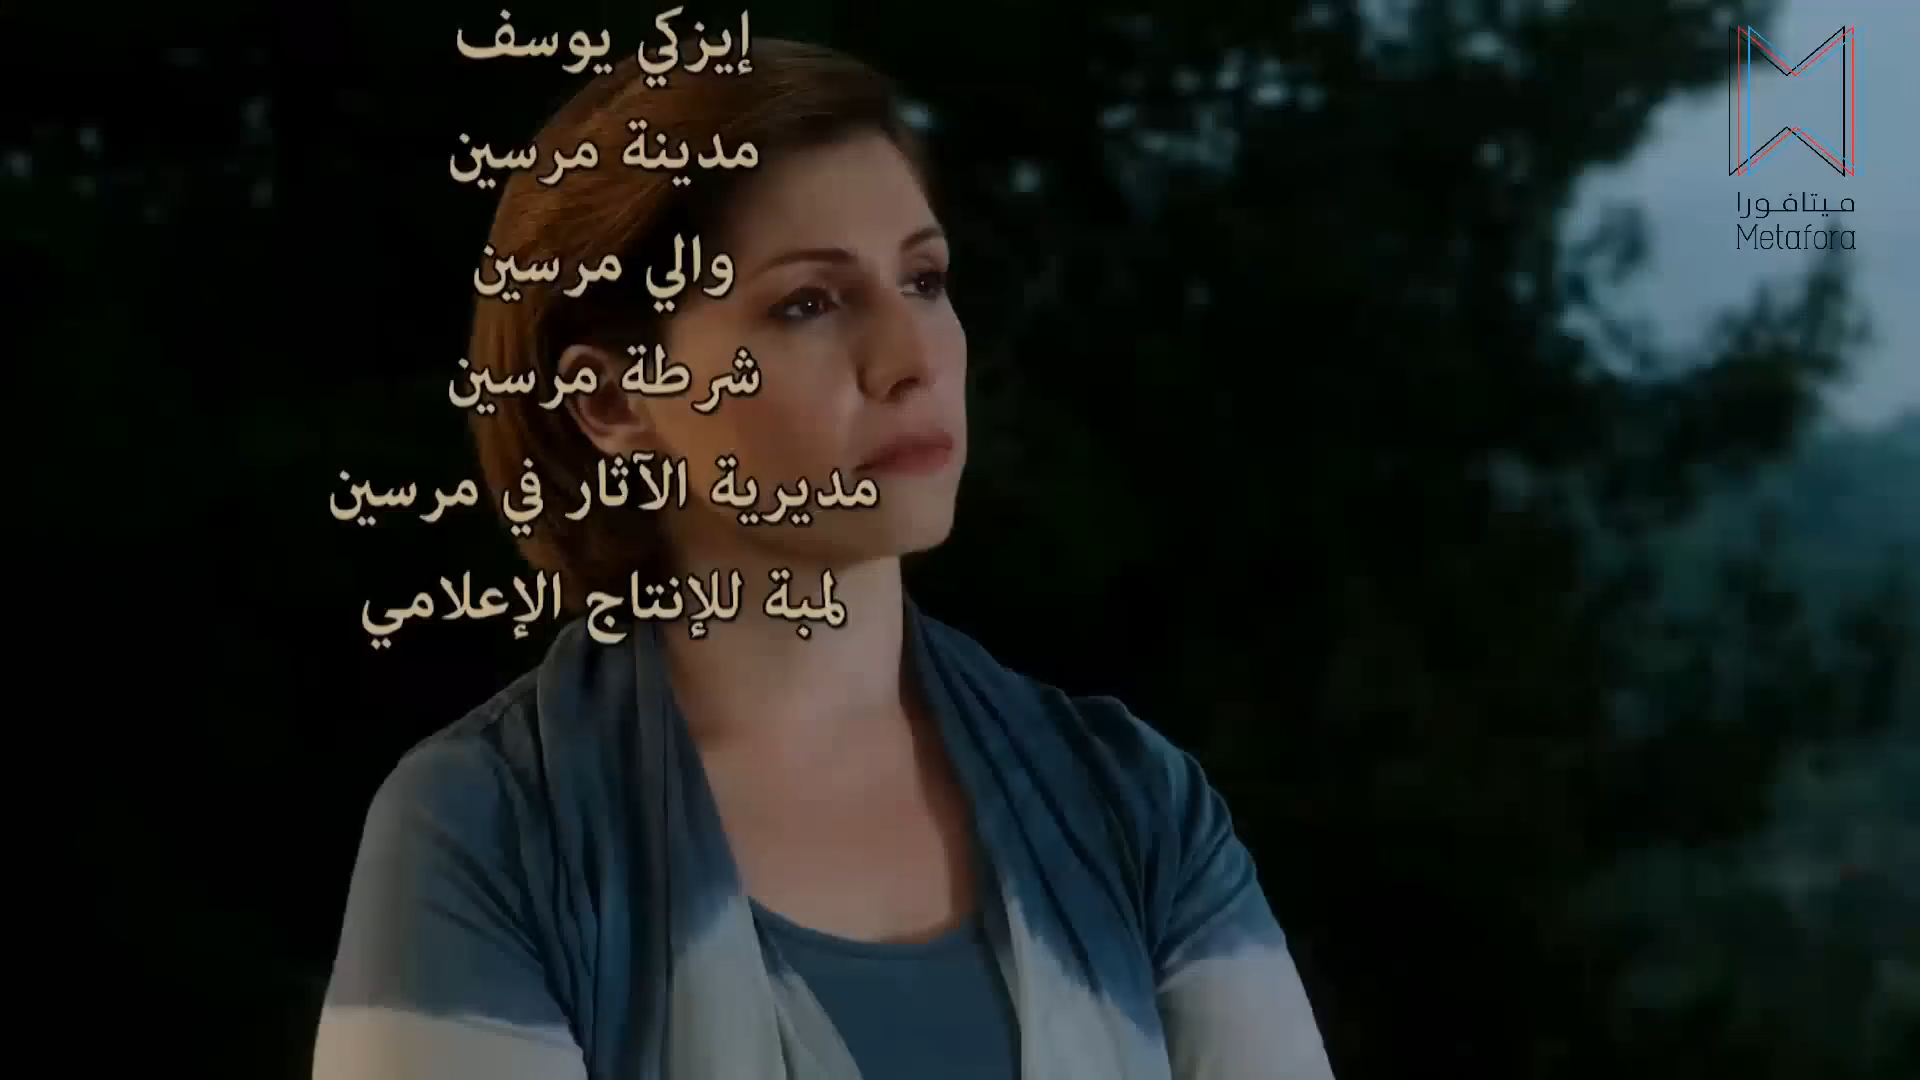 إيزكي يوسف
مدينة مرسين
والي مرسين
شرطة مرسين
مديرية الآثار في مرسين
لمبة للإنتاج الإعلامي
ميتافورا
Metafora